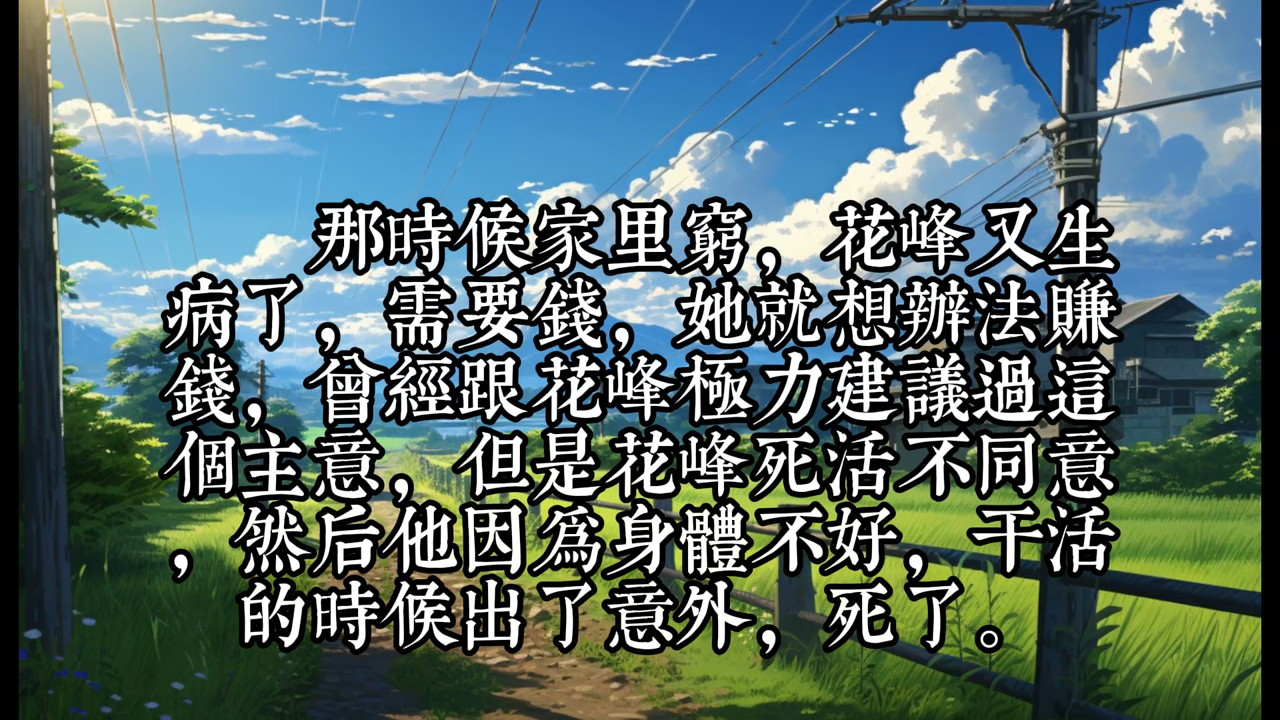 那時候家里窮，花峰又生
病了，需要錢，她就想辦法賺
錢，曾經跟花峰極力建議過這
個主意，但是花峰死活不同意
，然后他因爲身體不好，干活
的時候出了意外，死了。